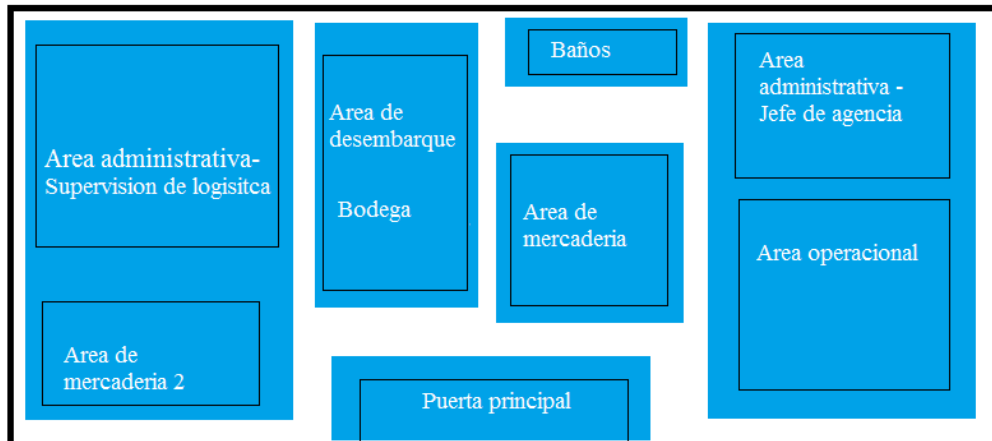 Area administrativa-
Supervision de logisitca
Area de
mercaderia 2
Area de
desembarque
Bodega
Baños
Area de
mercaderia
Puerta principal
Area
administrativa -
Jefe de agencia
Area operacional